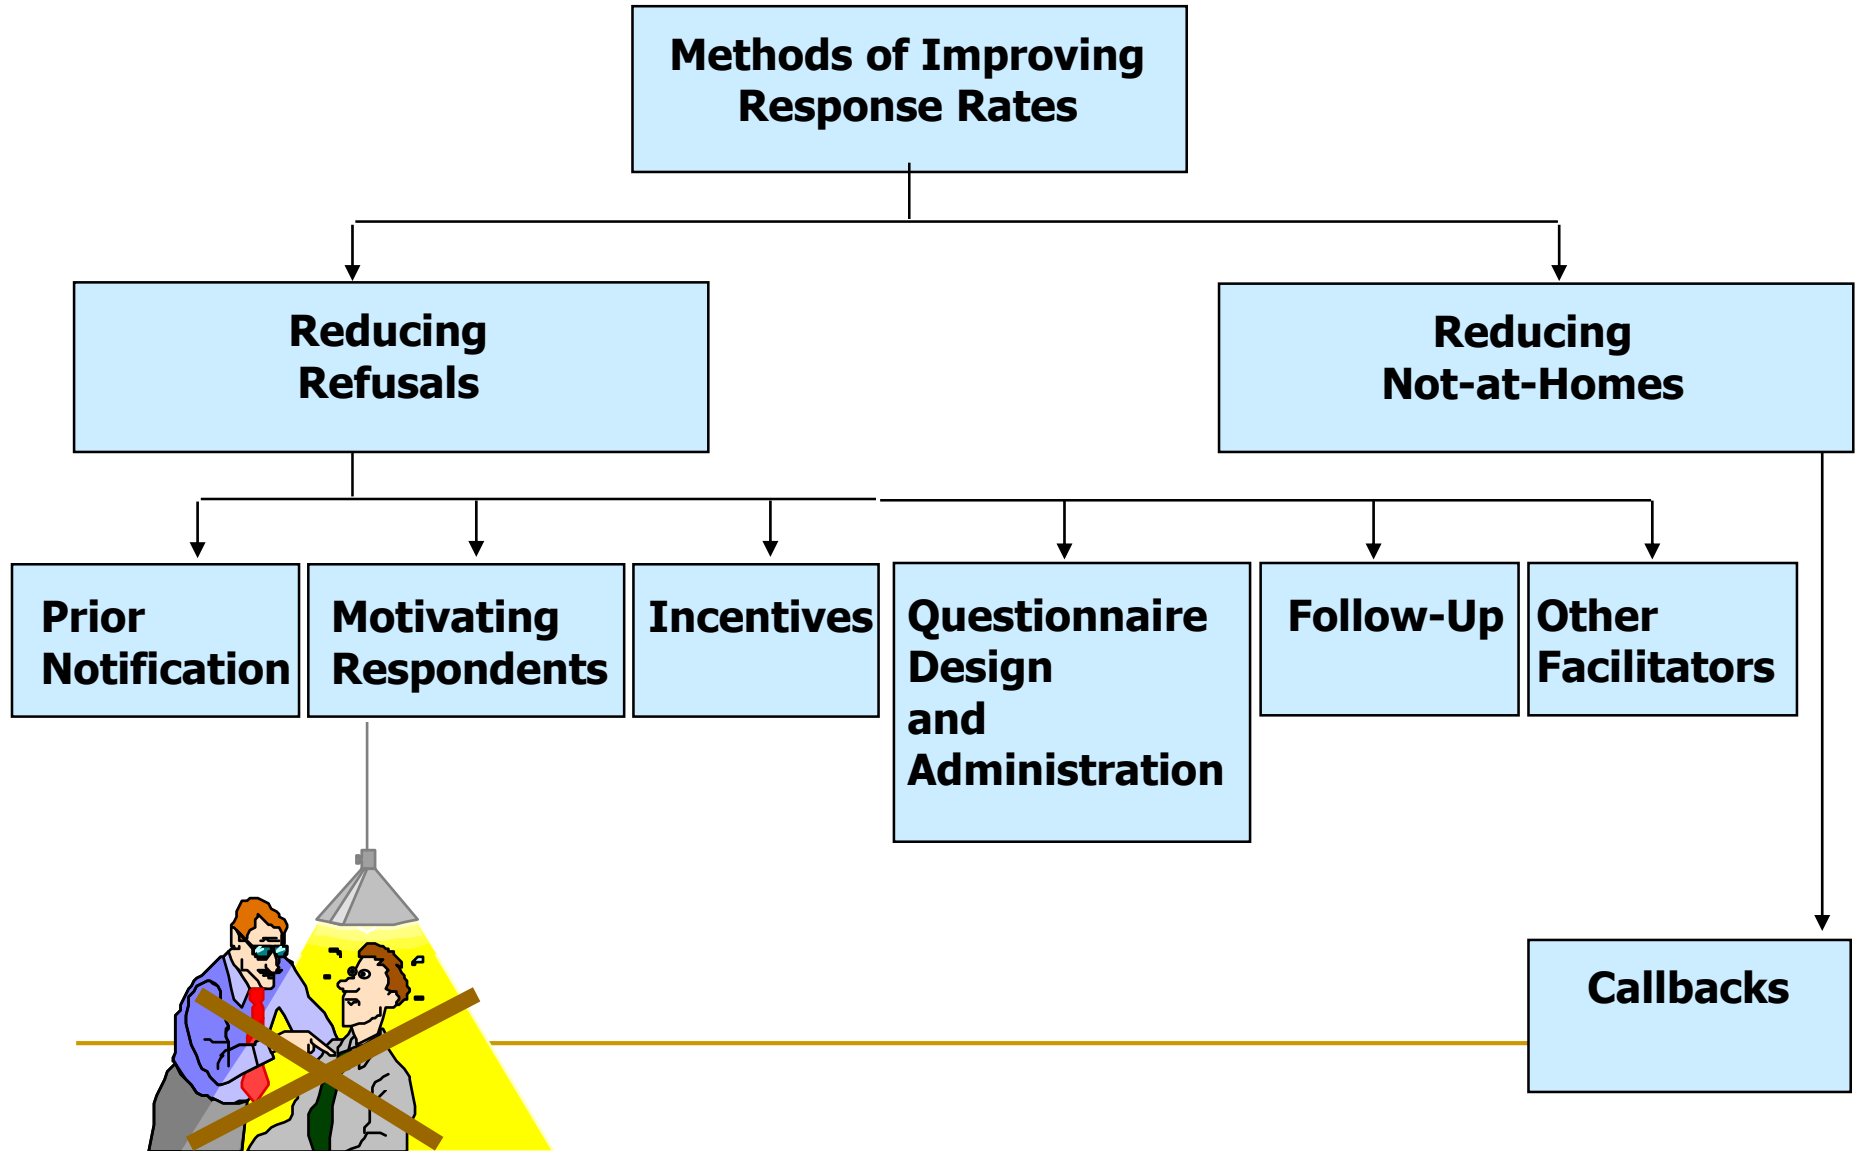 Methods of Improving
Response Rates
Reducing
Refusals
Reducing
Not-at-Homes
Prior
Notification
Motivating
Respondents
Incentives
Questionnaire
Design
and
Administration
Follow-Up
Other
Facilitators
Callbacks